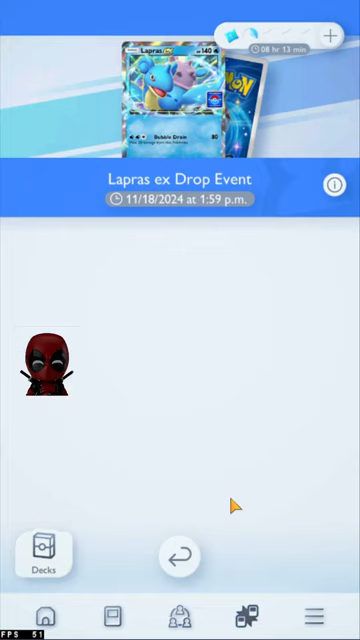 Lapras ex 140
08 hr 13 min
Bubble Drain 80
Lapras ex Drop Event
11/18/2024 at 1:59 p.m.
Decks
FPS 51